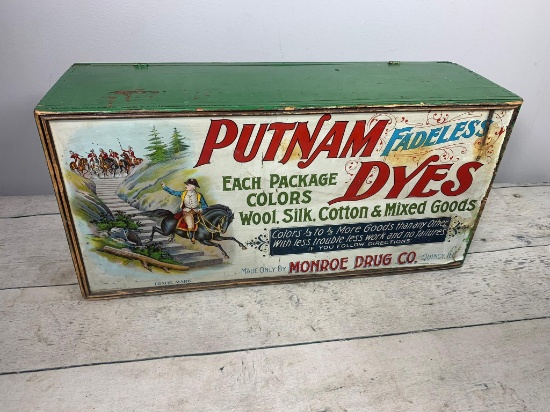 PUTNAM FADELESS
DYES
EACH PACKAGE
COLORS
WOOL, SILK, COTTON & MIXED GOODS
Colors ⅓ to ½ More Goods than any Other
With less trouble less work and no failures
IF YOU FOLLOW DIRECTIONS
MADE ONLY BY MONROE DRUG CO. QUINCY, ILL.
TRADE MARK